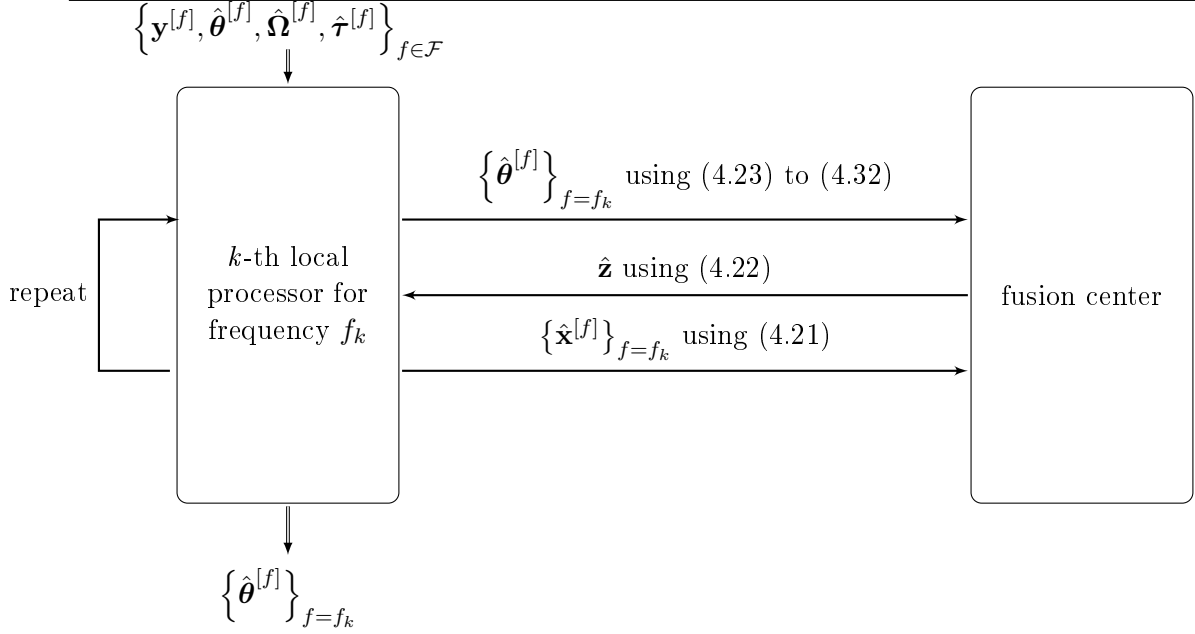 {y^[f], θ̂^[f], Ω̂^[f], τ̂^[f]}_{f∈ℱ}
{θ̂^[f]}_{f=f_k} using (4.23) to (4.32)
k-th local
processor for
frequency f_k
repeat
ẑ using (4.22)
fusion center
{x̂^[f]}_{f=f_k} using (4.21)
{θ̂^[f]}_{f=f_k}